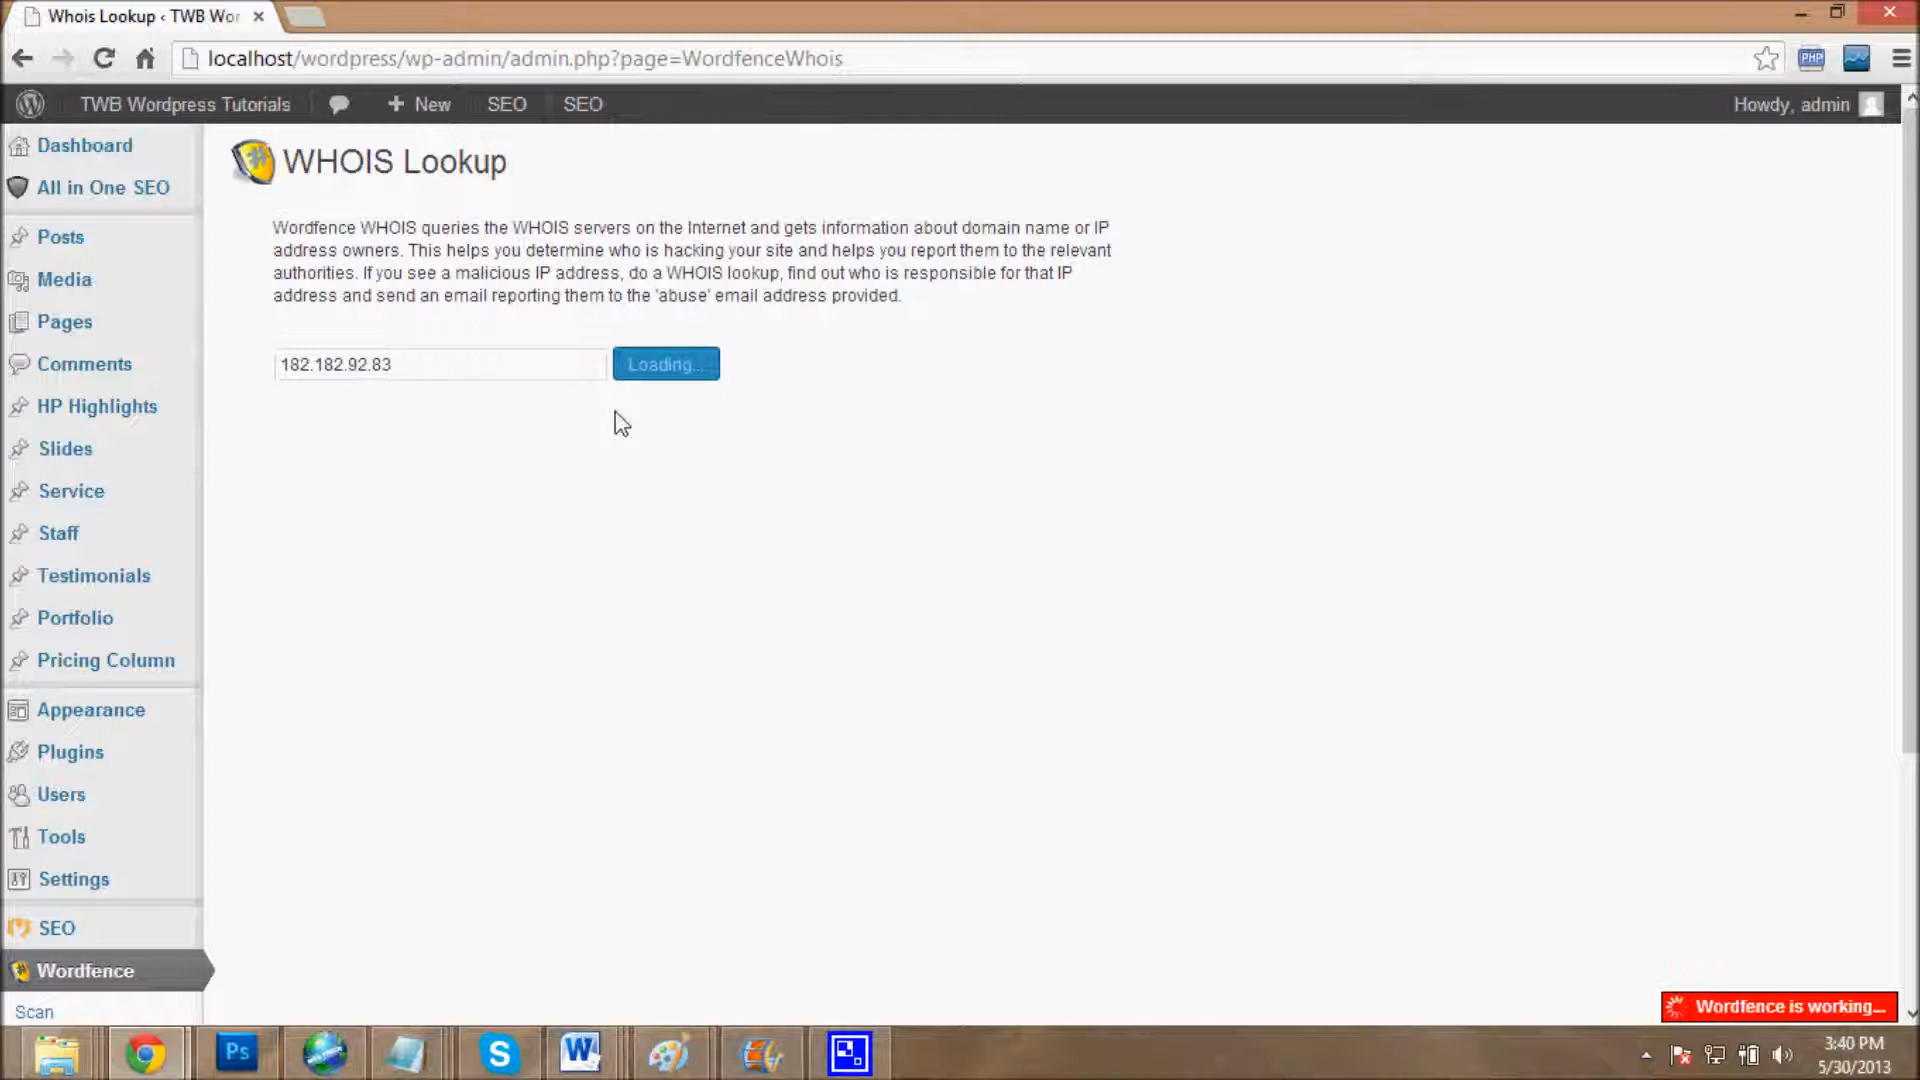 Whois Lookup ‹ TWB Wor
localhost/wordpress/wp-admin/admin.php?page=WordfenceWhois
PHP
TWB Wordpress Tutorials
+ New
SEO
SEO
Howdy, admin
Dashboard
All in One SEO
Posts
Media
Pages
Comments
HP Highlights
Slides
Service
Staff
Testimonials
Portfolio
Pricing Column
Appearance
Plugins
Users
Tools
Settings
SEO
Wordfence
Scan
WHOIS Lookup
Wordfence WHOIS queries the WHOIS servers on the Internet and gets information about domain name or IP
address owners. This helps you determine who is hacking your site and helps you report them to the relevant
authorities. If you see a malicious IP address, do a WHOIS lookup, find out who is responsible for that IP
address and send an email reporting them to the 'abuse' email address provided.
182.182.92.83
Loading...
Wordfence is working...
Ps
S
W
3:40 PM
5/30/2013